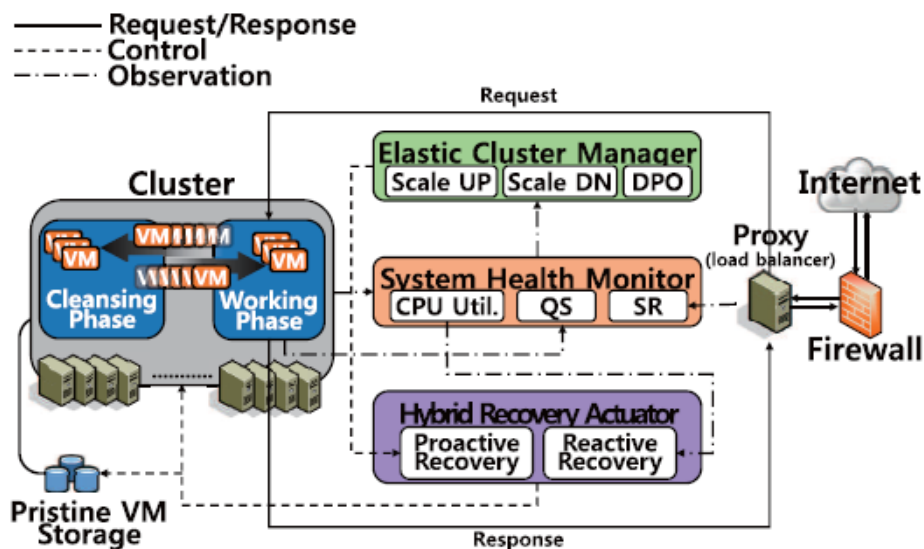 Request/Response
Control
Observation
Request
Elastic Cluster Manager
Scale UP
Scale DN
DPO
Cluster
Internet
VM
VM
VM
VM
Proxy
(load balancer)
Cleansing
Phase
Working
Phase
System Health Monitor
CPU Util.
QS
SR
Firewall
Hybrid Recovery Actuator
Proactive
Recovery
Reactive
Recovery
Pristine VM
Storage
Response